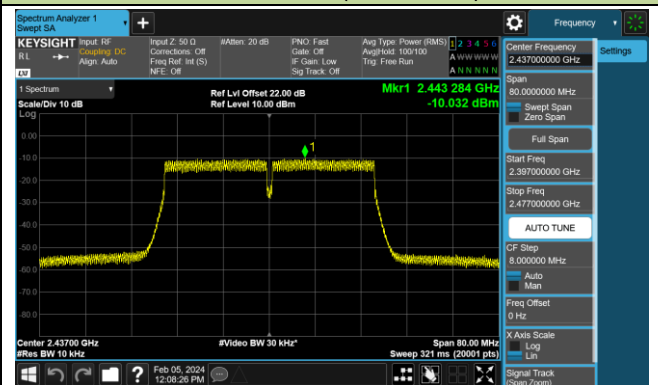 Spectrum Analyzer 1
Swept SA
+
Frequency
KEYSIGHT
RL
LXI
Input: RF
Coupling: DC
Align: Auto
Input Z: 50 Ω
Corrections: Off
Freq Ref: Int (S)
NFE: Off
#Atten: 20 dB
PNO: Fast
Gate: Off
IF Gain: Low
Sig Track: Off
Avg Type: Power (RMS)
Avg|Hold: 100/100
Trig: Free Run
1 2 3 4 5 6
A W W W W W
A N N N N N
Center Frequency
2.437000000 GHz
Settings
Span
80.0000000 MHz
Swept Span
Zero Span
Full Span
Start Freq
2.397000000 GHz
Stop Freq
2.477000000 GHz
AUTO TUNE
CF Step
8.000000 MHz
Auto
Man
Freq Offset
0 Hz
X Axis Scale
Log
Lin
Signal Track
(Span Zoom)
1 Spectrum
Scale/Div 10 dB
Log
Ref Lvl Offset 22.00 dB
Ref Level 10.00 dBm
Mkr1 2.443 284 GHz
-10.032 dBm
1
0.00
-10.0
-20.0
-30.0
-40.0
-50.0
-60.0
-70.0
-80.0
Center 2.43700 GHz
#Res BW 10 kHz
#Video BW 30 kHz*
Span 80.00 MHz
Sweep 321 ms (20001 pts)
?
Feb 05, 2024
12:08:26 PM